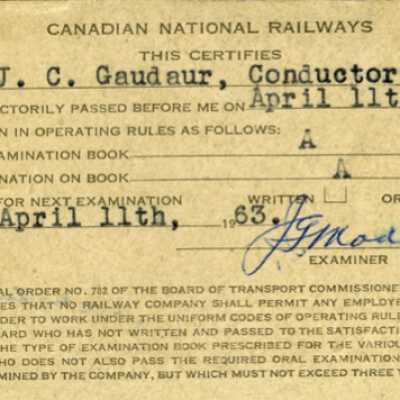 CANADIAN NATIONAL RAILWAYS
THIS CERTIFIES
J. C. Gaudaur, Conductor
CTORILY PASSED BEFORE ME ON April 11t
N IN OPERATING RULES AS FOLLOWS:
AMINATION BOOK A
NATION ON BOOK A
FOR NEXT EXAMINATION WRITTEN OR
April 11th, 1963.
EXAMINER
AL ORDER NO. 782 OF THE BOARD OF TRANSPORT COMMISSIONE
ES THAT NO RAILWAY COMPANY SHALL PERMIT ANY EMPLOYE
DER TO WORK UNDER THE UNIFORM CODES OF OPERATING RULE
ARD WHO HAS NOT WRITTEN AND PASSED TO THE SATISFACTI
THE TYPE OF EXAMINATION BOOK PRESCRIBED FOR THE VARIOU
HO DOES NOT ALSO PASS THE REQUIRED ORAL EXAMINATION
MINED BY THE COMPANY, BUT WHICH MUST NOT EXCEED THREE